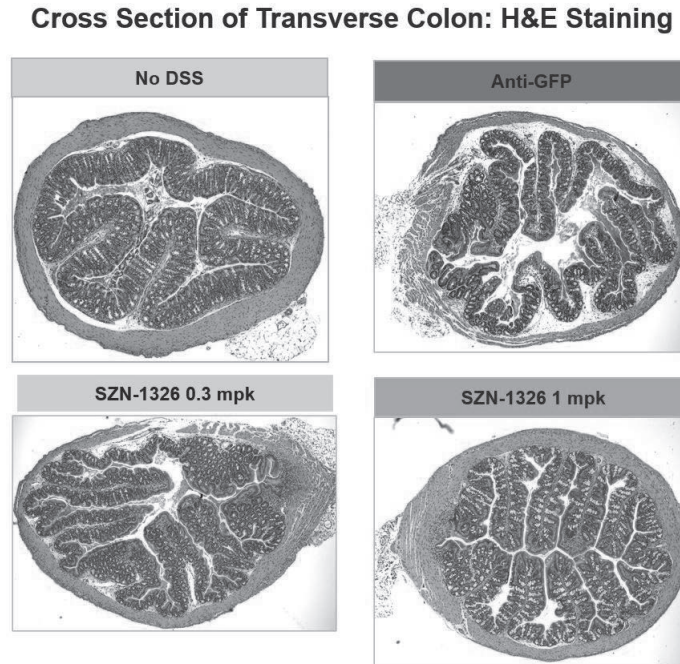 Cross Section of Transverse Colon: H&E Staining
No DSS
Anti-GFP
SZN-1326 0.3 mpk
SZN-1326 1 mpk